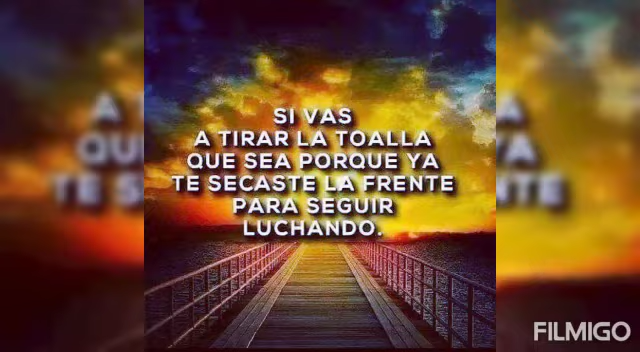 SI VAS
A TIRAR LA TOALLA
QUE SEA PORQUE YA
TE SECASTE LA FRENTE
PARA SEGUIR
LUCHANDO.
FILMIGO